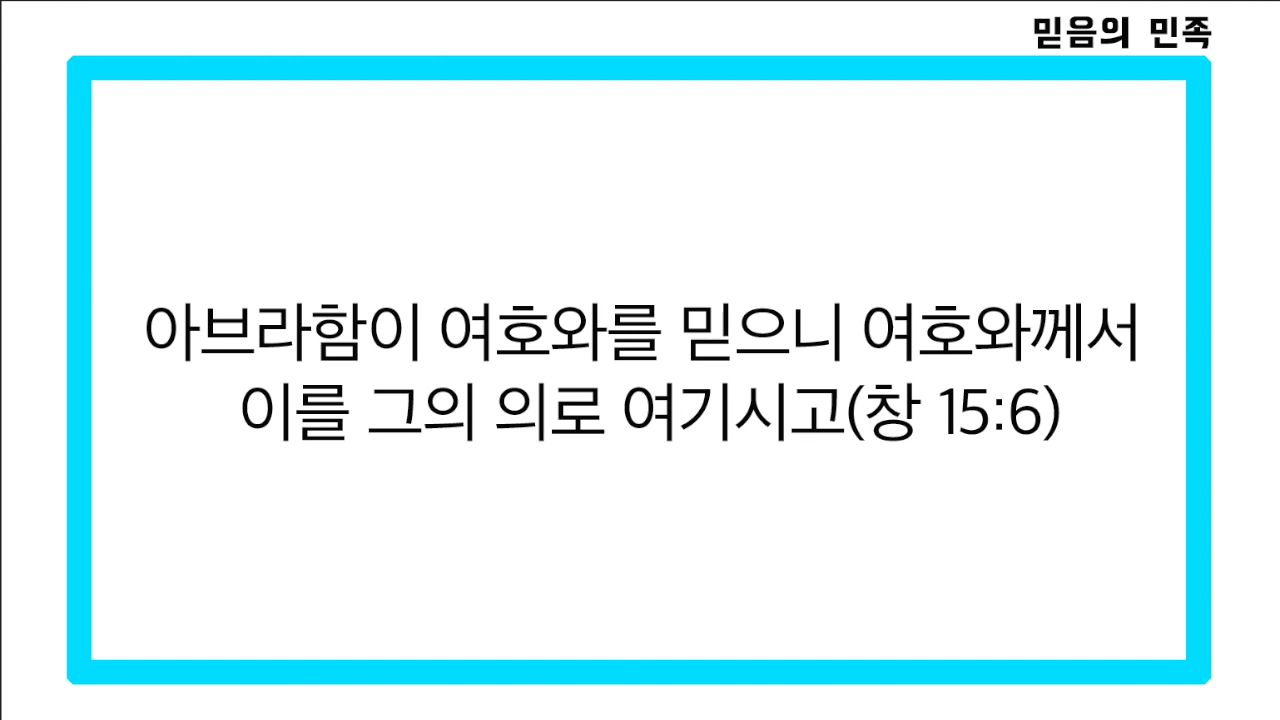 믿음의 민족
아브라함이 여호와를 믿으니 여호와께서
이를 그의 의로 여기시고(창 15:6)